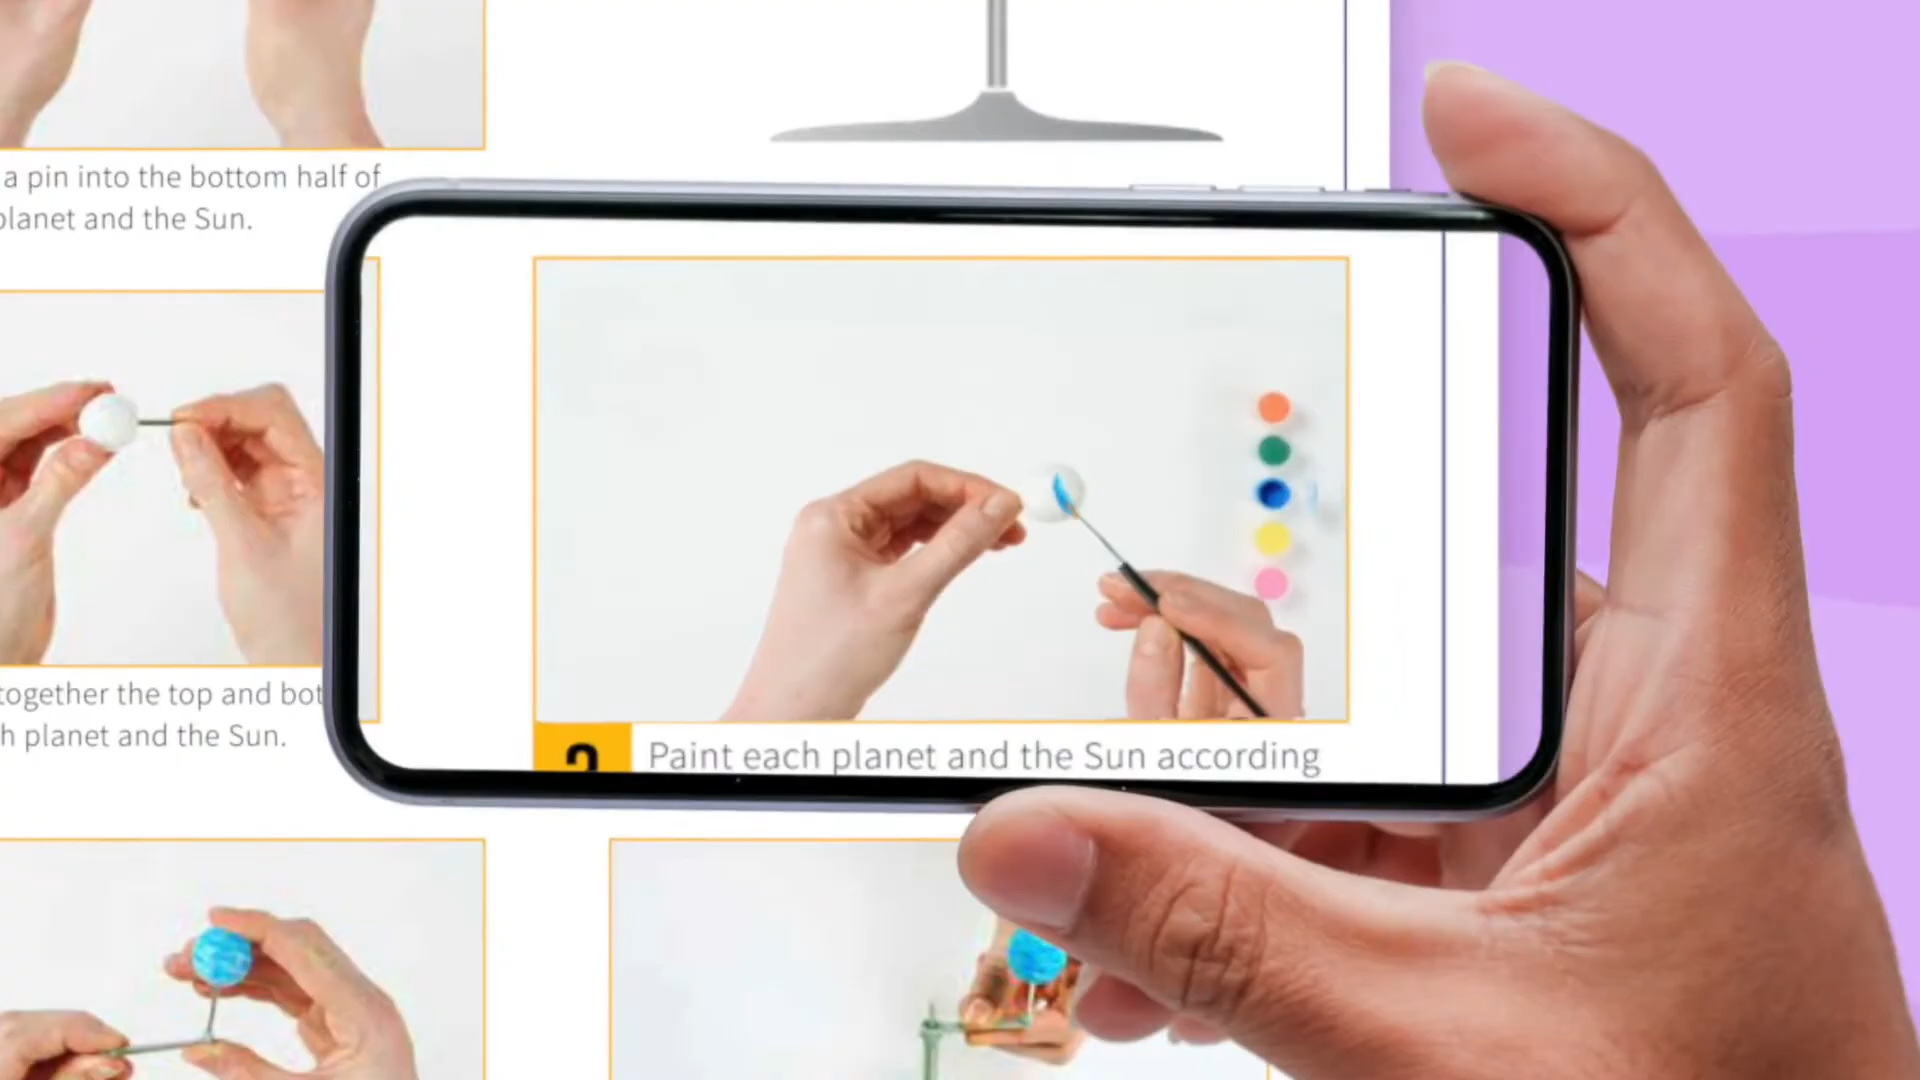 a pin into the bottom half of
planet and the Sun.
together the top and bot
h planet and the Sun.
Paint each planet and the Sun according